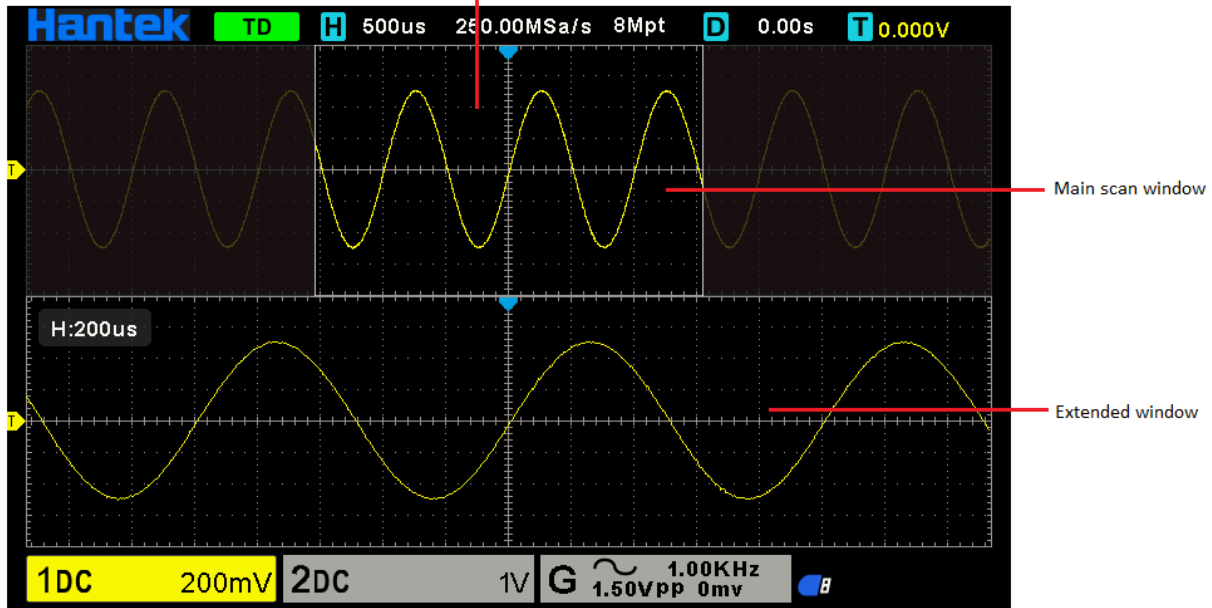 Hantek TD H 500us 250.00MSa/s 8Mpt D 0.00s T 0.000V
T
Main scan window
H:200us
T
Extended window
1DC 200mV 2DC 1V G 1.00KHz
1.50Vpp 0mv